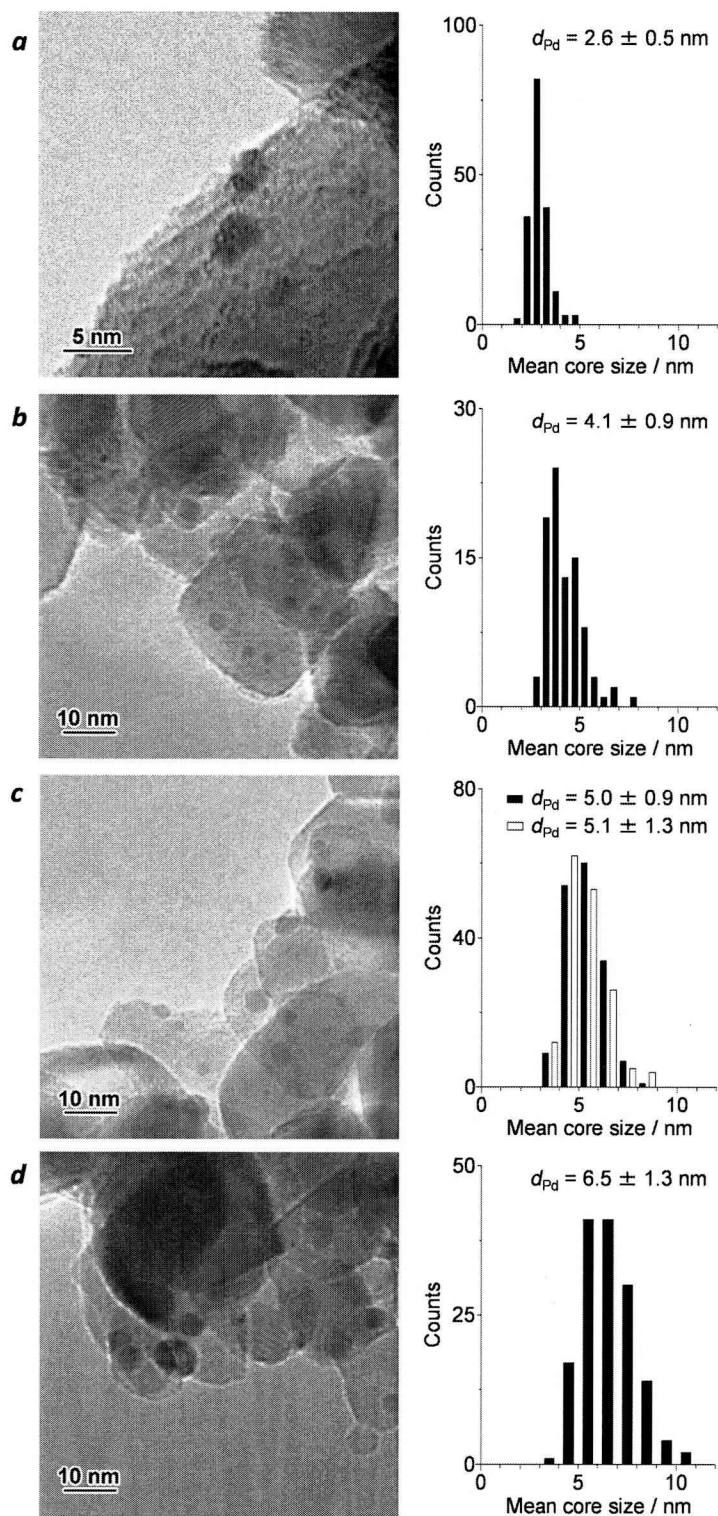 a
5 nm
100
50
0
Counts
d_Pd = 2.6 ± 0.5 nm
0 5 10
Mean core size / nm
b
10 nm
30
15
0
Counts
d_Pd = 4.1 ± 0.9 nm
0 5 10
Mean core size / nm
c
10 nm
80
40
0
Counts
d_Pd = 5.0 ± 0.9 nm
d_Pd = 5.1 ± 1.3 nm
0 5 10
Mean core size / nm
d
10 nm
50
25
0
Counts
d_Pd = 6.5 ± 1.3 nm
0 5 10
Mean core size / nm